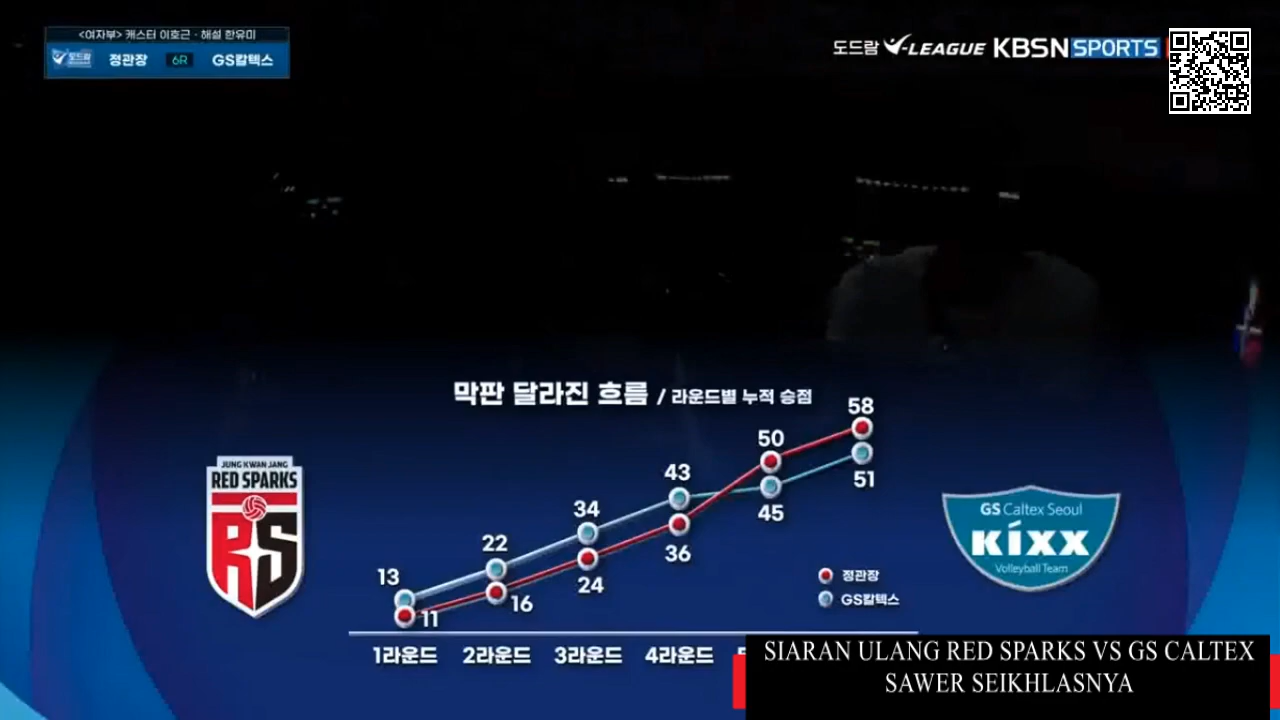 <여자부> 캐스터 이호근 · 해설 한유미
도드람
정관장 6R GS칼텍스
도드람 V-LEAGUE KBSN SPORTS
막판 달라진 흐름 / 라운드별 누적 승점
58
50
43
51
34
45
22
36
13
24
16
11
JUNG KWAN JANG
RED SPARKS
RS
GS Caltex Seoul
kixx
Volleyball Team
정관장
GS칼텍스
1라운드 2라운드 3라운드 4라운드
SIARAN ULANG RED SPARKS VS GS CALTEX
SAWER SEIKHLASNYA